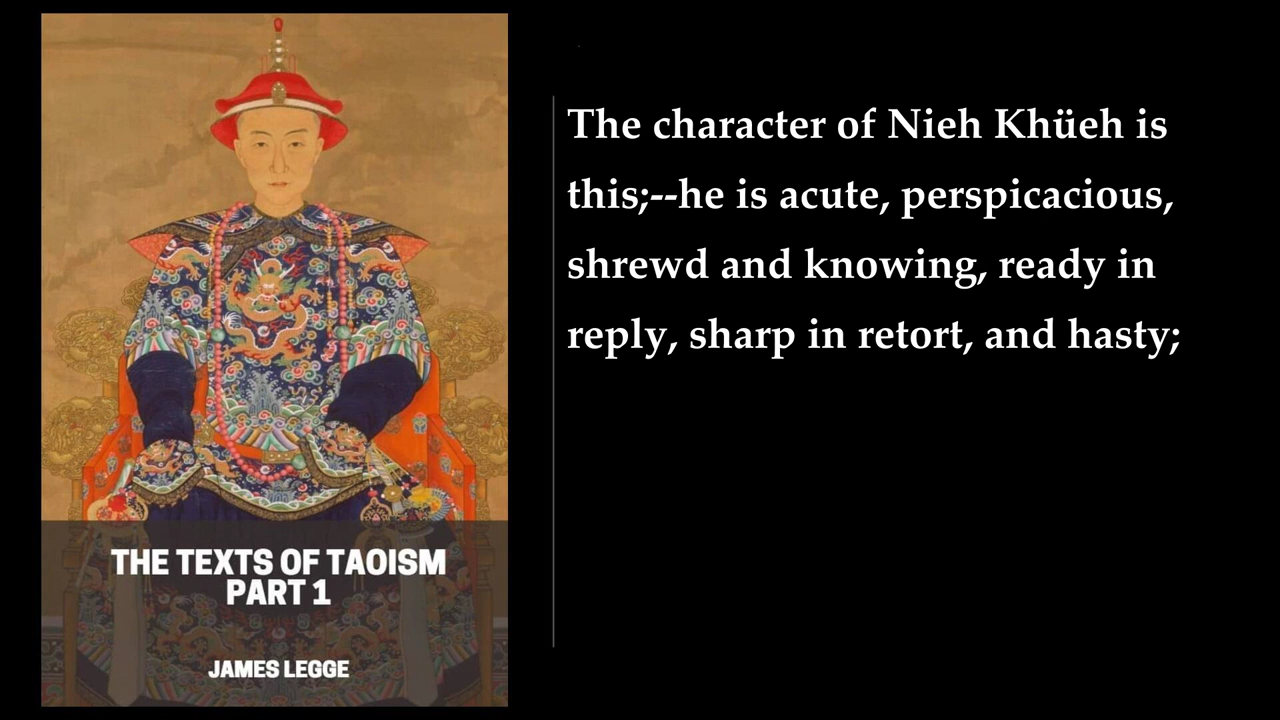 THE TEXTS OF TAOISM
PART 1
JAMES LEGGE
The character of Nieh Khüeh is
this;--he is acute, perspicacious,
shrewd and knowing, ready in
reply, sharp in retort, and hasty;